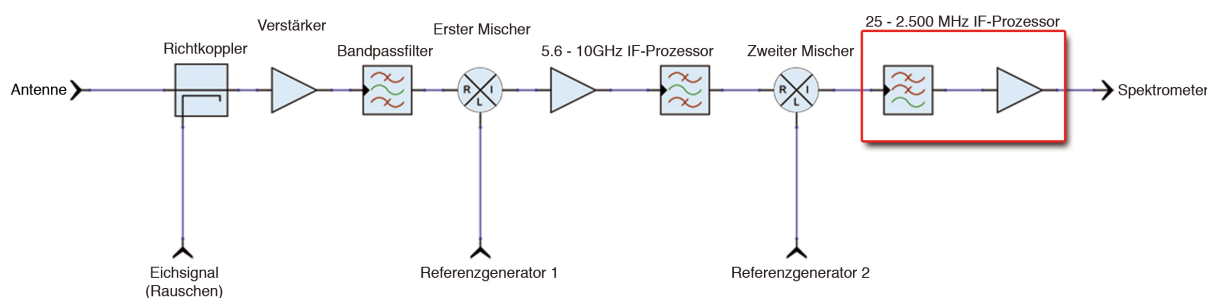 25 - 2.500 MHz IF-Prozessor
Verstärker
Erster Mischer
Richtkoppler
Bandpassfilter
5.6 - 10GHz IF-Prozessor
Zweiter Mischer
Antenne
R I
L
R I
L
Spektrometer
Eichsignal
(Rauschen)
Referenzgenerator 1
Referenzgenerator 2